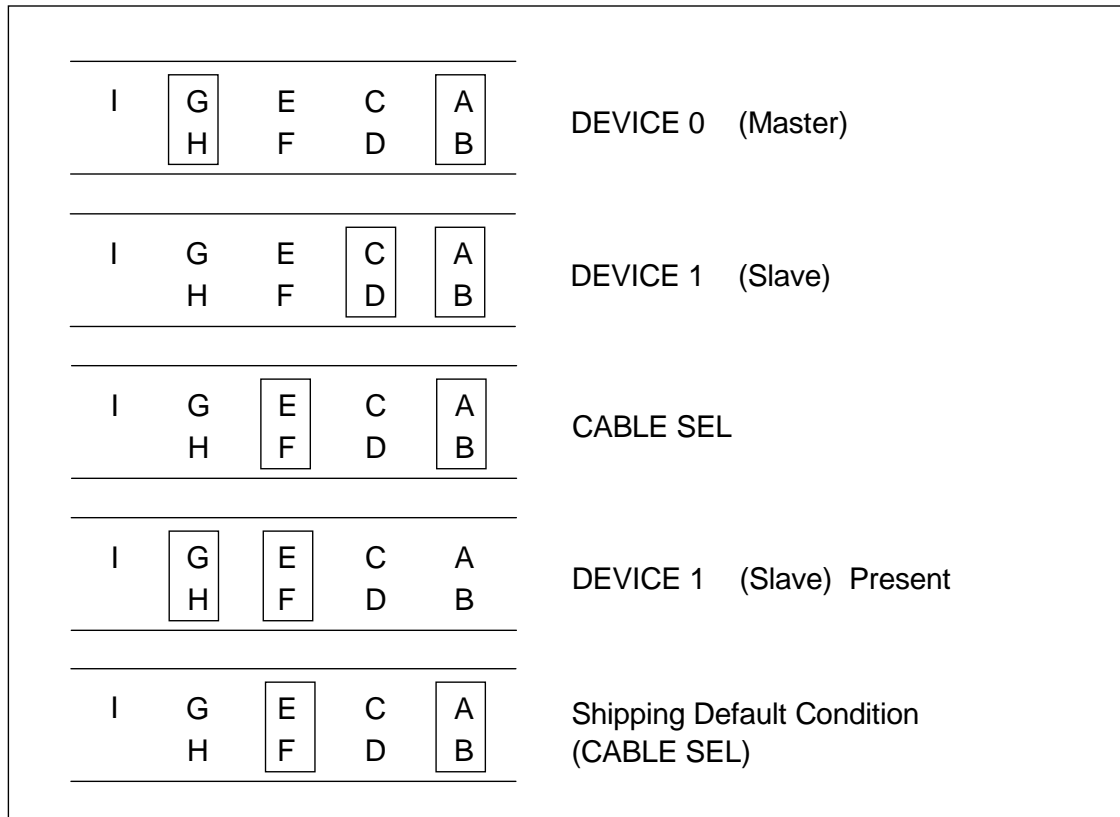 I G E C A
H F D B
DEVICE 0 (Master)
I G E C A
H F D B
DEVICE 1 (Slave)
I G E C A
H F D B
CABLE SEL
I G E C A
H F D B
DEVICE 1 (Slave) Present
I G E C A
H F D B
Shipping Default Condition
(CABLE SEL)